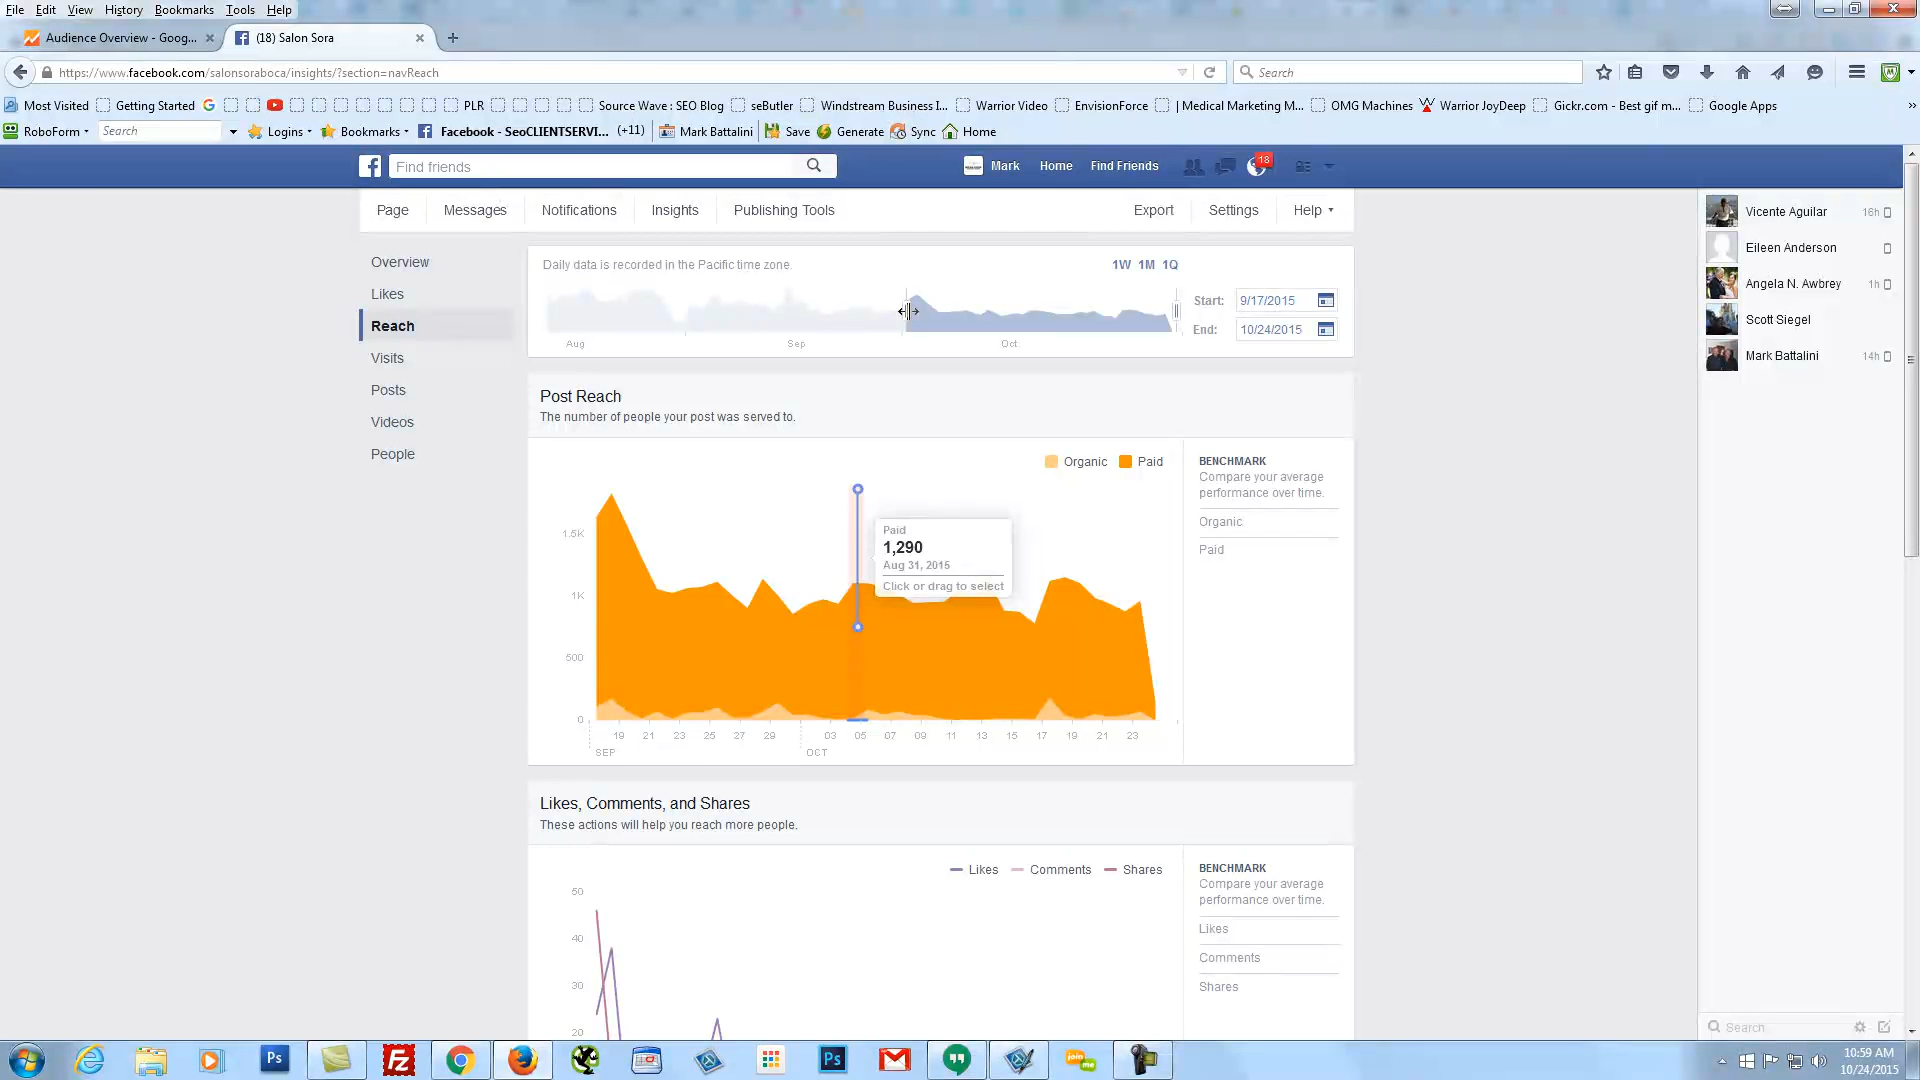 File Edit View History Bookmarks Tools Help
Audience Overview - Goog... × (18) Salon Sora × +
https://www.facebook.com/salonsoraboca/insights/?section=navReach Search
Most Visited Getting Started PLR Source Wave : SEO Blog seButler Windstream Business I... Warrior Video EnvisionForce | Medical Marketing M... OMG Machines Warrior JoyDeep Gickr.com - Best gif m... Google Apps »
RoboForm Search Logins Bookmarks Facebook - SeoCLIENTSERVI... (+11) Mark Battalini Save Generate Sync Home
Find friends Mark Home Find Friends 18
Page Messages Notifications Insights Publishing Tools Export Settings Help
Overview
Likes
Reach
Visits
Posts
Videos
People
Daily data is recorded in the Pacific time zone. 1W 1M 1Q
Start: 9/17/2015
End: 10/24/2015
Aug Sep Oct
Post Reach
The number of people your post was served to.
Organic Paid
1.5K
1K
500
0
19 21 23 25 27 29 03 05 07 09 11 13 15 17 19 21 23
SEP OCT
Paid
1,290
Aug 31, 2015
Click or drag to select
BENCHMARK
Compare your average
performance over time.
Organic
Paid
Likes, Comments, and Shares
These actions will help you reach more people.
Likes Comments Shares
50
40
30
20
BENCHMARK
Compare your average
performance over time.
Likes
Comments
Shares
Vicente Aguilar 16h
Eileen Anderson
Angela N. Awbrey 1h
Scott Siegel
Mark Battalini 14h
Search
Ps Fz Ps join me
10:59 AM
10/24/2015